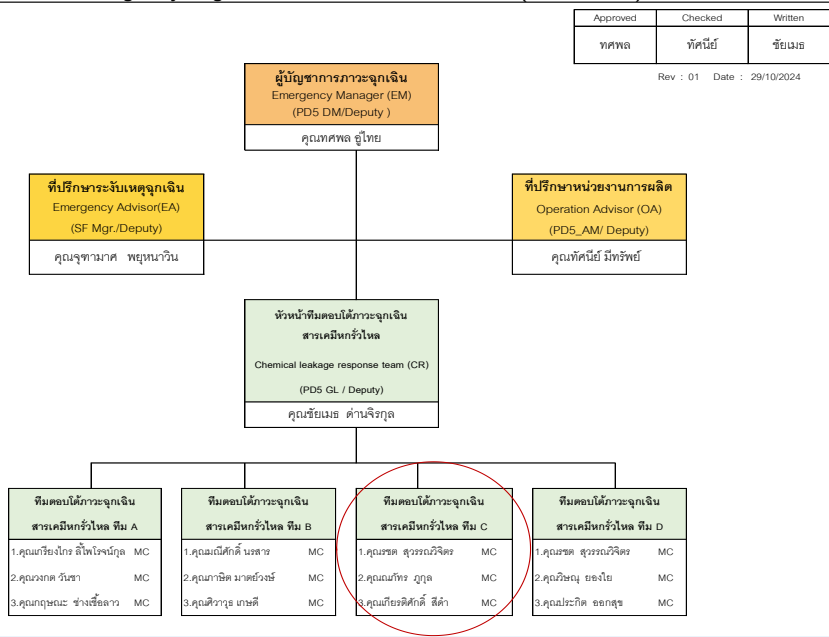 Approved Checked Written
ทศพล ทัศนีย์ ชัยเมธ
Rev : 01 Date : 29/10/2024
ผู้บัญชาการภาวะฉุกเฉิน
Emergency Manager (EM)
(PD5 DM/Deputy )
คุณทศพล อู่ไทย
ที่ปรึกษาระงับเหตุฉุกเฉิน
Emergency Advisor(EA)
(SF Mgr./Deputy)
คุณจุฑามาศ พยุหนาวิน
ที่ปรึกษาหน่วยงานการผลิต
Operation Advisor (OA)
(PD5_AM/ Deputy)
คุณทัศนีย์ มีทรัพย์
หัวหน้าทีมตอบโต้ภาวะฉุกเฉิน
สารเคมีหกรั่วไหล
Chemical leakage response team (CR)
(PD5 GL / Deputy)
คุณชัยเมธ ด่านจิรกุล
ทีมตอบโต้ภาวะฉุกเฉิน
สารเคมีหกรั่วไหล ทีม A
1.คุณเกรียงไกร ลี้ไพโรจน์กุล MC
2.คุณวงกต วันชา MC
3.คุณกฤษณะ ช่างเชื้อลาว MC
ทีมตอบโต้ภาวะฉุกเฉิน
สารเคมีหกรั่วไหล ทีม B
1.คุณมณีศักดิ์ นรสาร MC
2.คุณภาษิต มาตย์วงษ์ MC
3.คุณศิวาวุธ เกษดี MC
ทีมตอบโต้ภาวะฉุกเฉิน
สารเคมีหกรั่วไหล ทีม C
1.คุณรชต สุวรรณวิจิตร MC
2.คุณณภัทร ภูกุล MC
3.คุณเกียรติศักดิ์ สีดำ MC
ทีมตอบโต้ภาวะฉุกเฉิน
สารเคมีหกรั่วไหล ทีม D
1.คุณรชต สุวรรณวิจิตร MC
2.คุณวิษณุ ยองใย MC
3.คุณประกิต ออกสุข MC